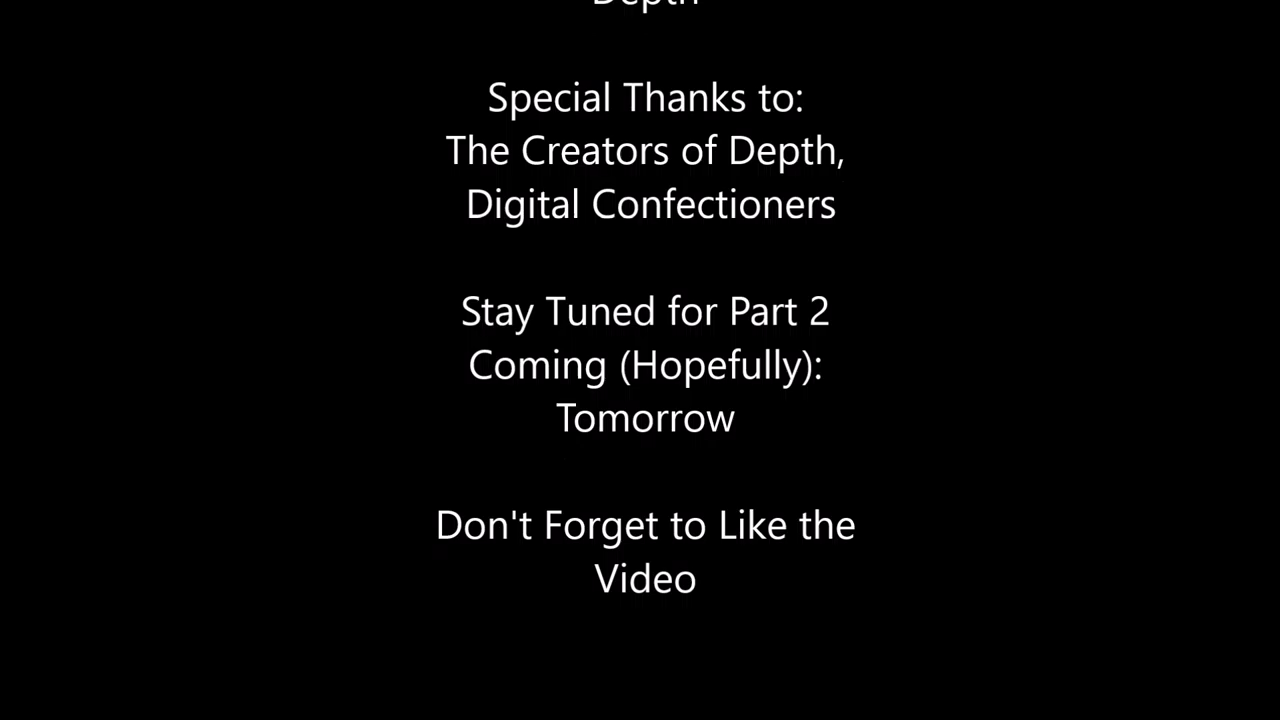 Depth
Special Thanks to:
The Creators of Depth,
Digital Confectioners
Stay Tuned for Part 2
Coming (Hopefully):
Tomorrow
Don't Forget to Like the
Video